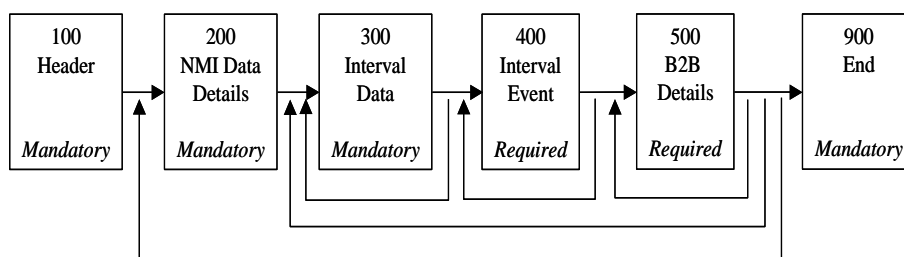 100
Header
Mandatory
200
NMI Data
Details
Mandatory
300
Interval
Data
Mandatory
400
Interval
Event
Required
500
B2B
Details
Required
900
End
Mandatory